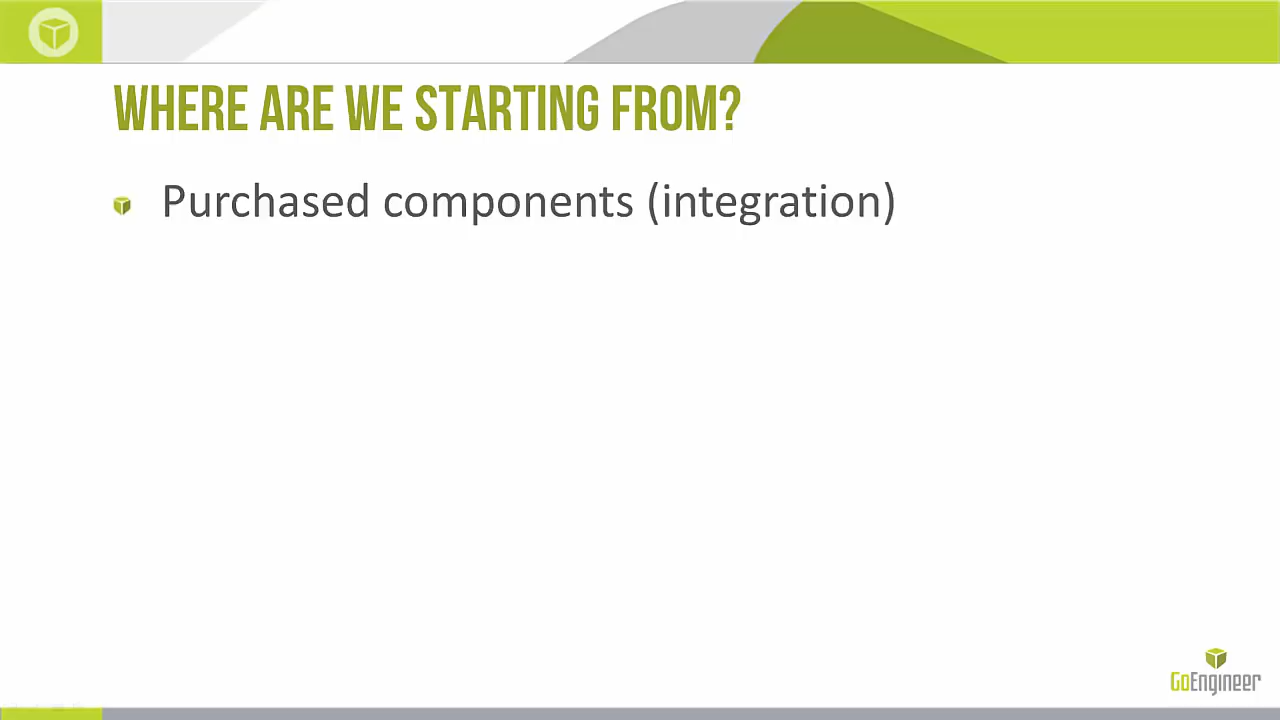 WHERE ARE WE STARTING FROM?
Purchased components (integration)
GoEngineer